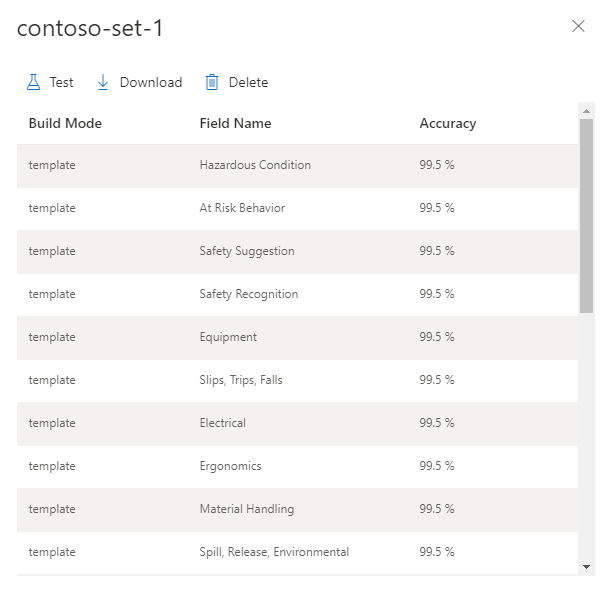 contoso-set-1
Test Download Delete
Build Mode Field Name Accuracy
template Hazardous Condition 99.5 %
template At Risk Behavior 99.5 %
template Safety Suggestion 99.5 %
template Safety Recognition 99.5 %
template Equipment 99.5 %
template Slips, Trips, Falls 99.5 %
template Electrical 99.5 %
template Ergonomics 99.5 %
template Material Handling 99.5 %
template Spill, Release, Environmental 99.5 %